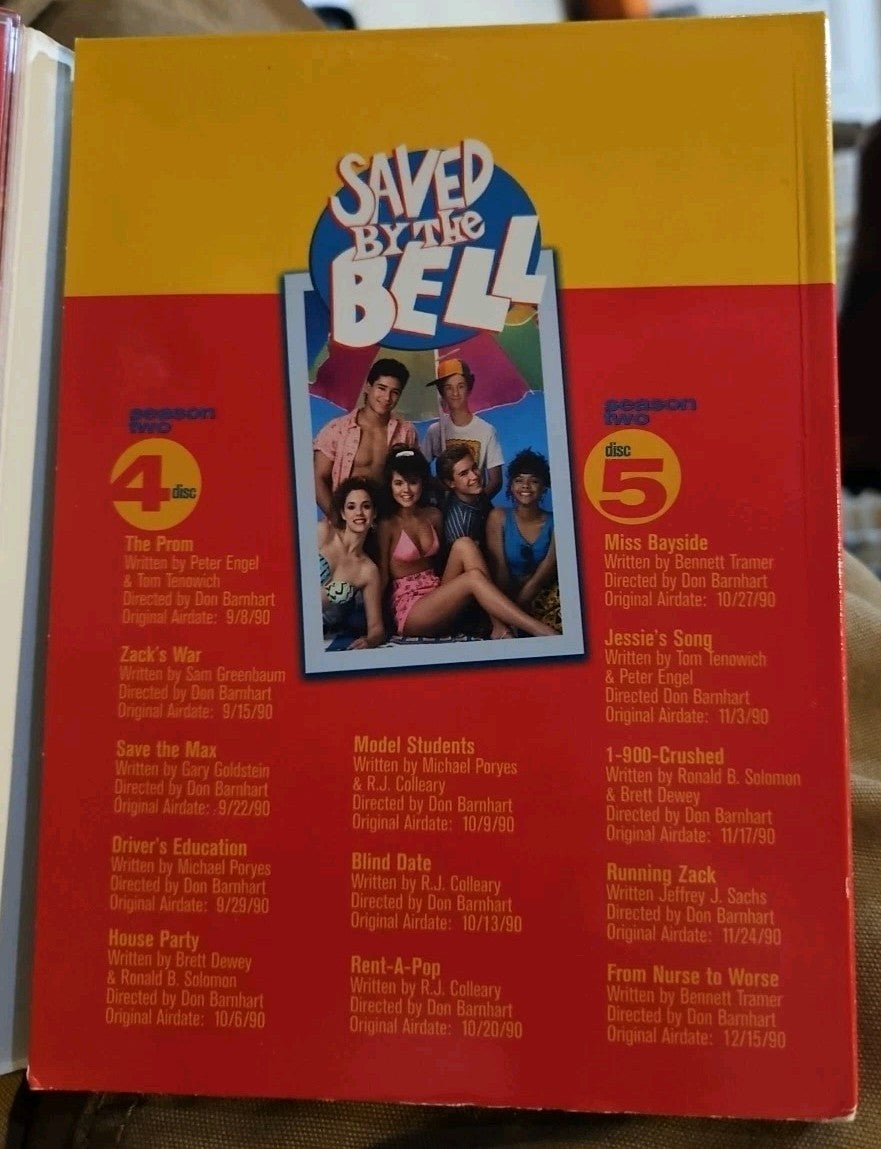 SAVED
BY THE
BELL
season
two
4 disc
The Prom
Written by Peter Engel
& Tom Tenowich
Directed by Don Barnhart
Original Airdate: 9/8/90
Zack's War
Written by Sam Greenbaum
Directed by Don Barnhart
Original Airdate: 9/15/90
Save the Max
Written by Gary Goldstein
Directed by Don Barnhart
Original Airdate: 9/22/90
Driver's Education
Written by Michael Poryes
Directed by Don Barnhart
Original Airdate: 9/29/90
House Party
Written by Brett Dewey
& Ronald B. Solomon
Directed by Don Barnhart
Original Airdate: 10/6/90
Model Students
Written by Michael Poryes
& R.J. Colleary
Directed by Don Barnhart
Original Airdate: 10/9/90
Blind Date
Written by R.J. Colleary
Directed by Don Barnhart
Original Airdate: 10/13/90
Rent-A-Pop
Written by R.J. Colleary
Directed by Don Barnhart
Original Airdate: 10/20/90
season
two
disc
5
Miss Bayside
Written by Bennett Tramer
Directed by Don Barnhart
Original Airdate: 10/27/90
Jessie's Song
Written by Tom Tenowich
& Peter Engel
Directed Don Barnhart
Original Airdate: 11/3/90
1-900-Crushed
Written by Ronald B. Solomon
& Brett Dewey
Directed by Don Barnhart
Original Airdate: 11/17/90
Running Zack
Written Jeffrey J. Sachs
Directed by Don Barnhart
Original Airdate: 11/24/90
From Nurse to Worse
Written by Bennett Tramer
Directed by Don Barnhart
Original Airdate: 12/15/90